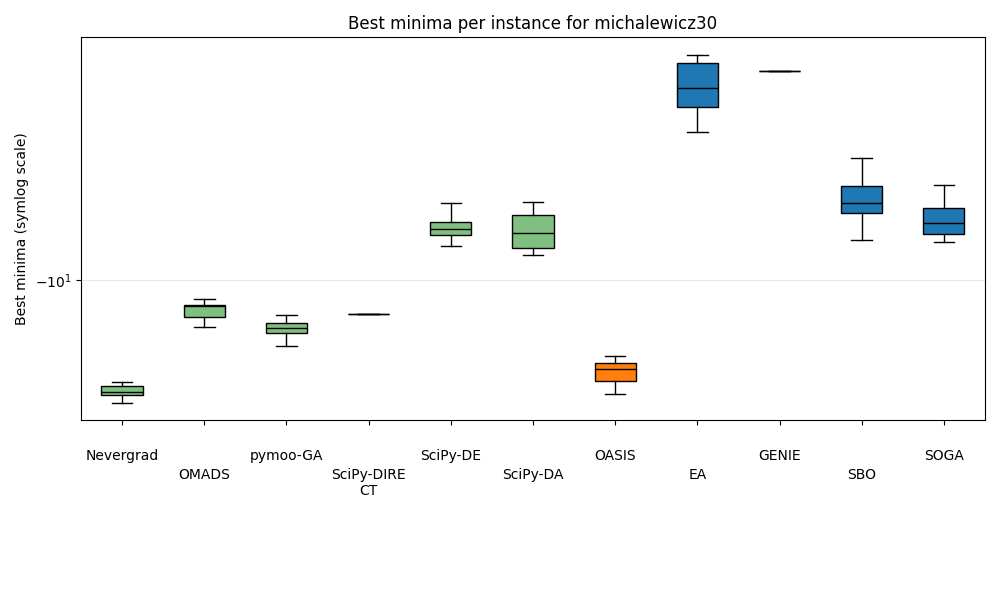 Best minima per instance for michalewicz30
Best minima (symlog scale)
−10¹
Nevergrad
OMADS
pymoo-GA
SciPy-DIRE
CT
SciPy-DE
SciPy-DA
OASIS
EA
GENIE
SBO
SOGA